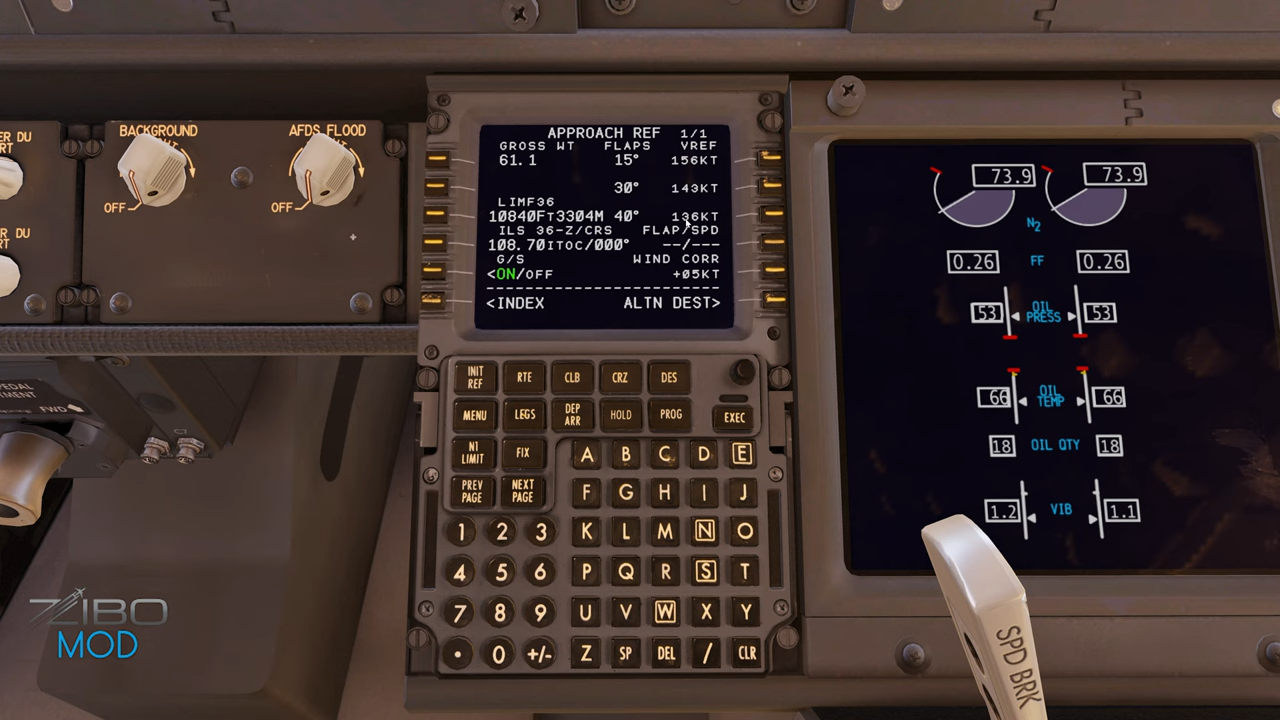 ER DU
RT
ER DU
RT
BACKGROUND
OFF
AFDS FLOOD
OFF
APPROACH REF 1/1
GROSS WT FLAPS VREF
61.1 15° 156KT
30° 143KT
LIMF36
10840FT3304M 40° 136KT
ILS 36-Z/CRS FLAP/SPD
108.70ITOC/000° --/---
G/S WIND CORR
<ON/OFF +05KT
<INDEX ALTN DEST>
73.9 73.9
N2
0.26 FF 0.26
53 OIL PRESS 53
66 OIL TEMP 66
18 OIL QTY 18
1.2 VIB 1.1
INIT REF RTE CLB CRZ DES
MENU LEGS DEP ARR HOLD PROG EXEC
N1 LIMIT FIX
PREV PAGE NEXT PAGE
A B C D E
F G H I J
1 2 3 K L M N O
4 5 6 P Q R S T
7 8 9 U V W X Y
. 0 +/- Z SP DEL / CLR
PEDAL
TMENT
FWD
SPD BRK
ZIBO
MOD